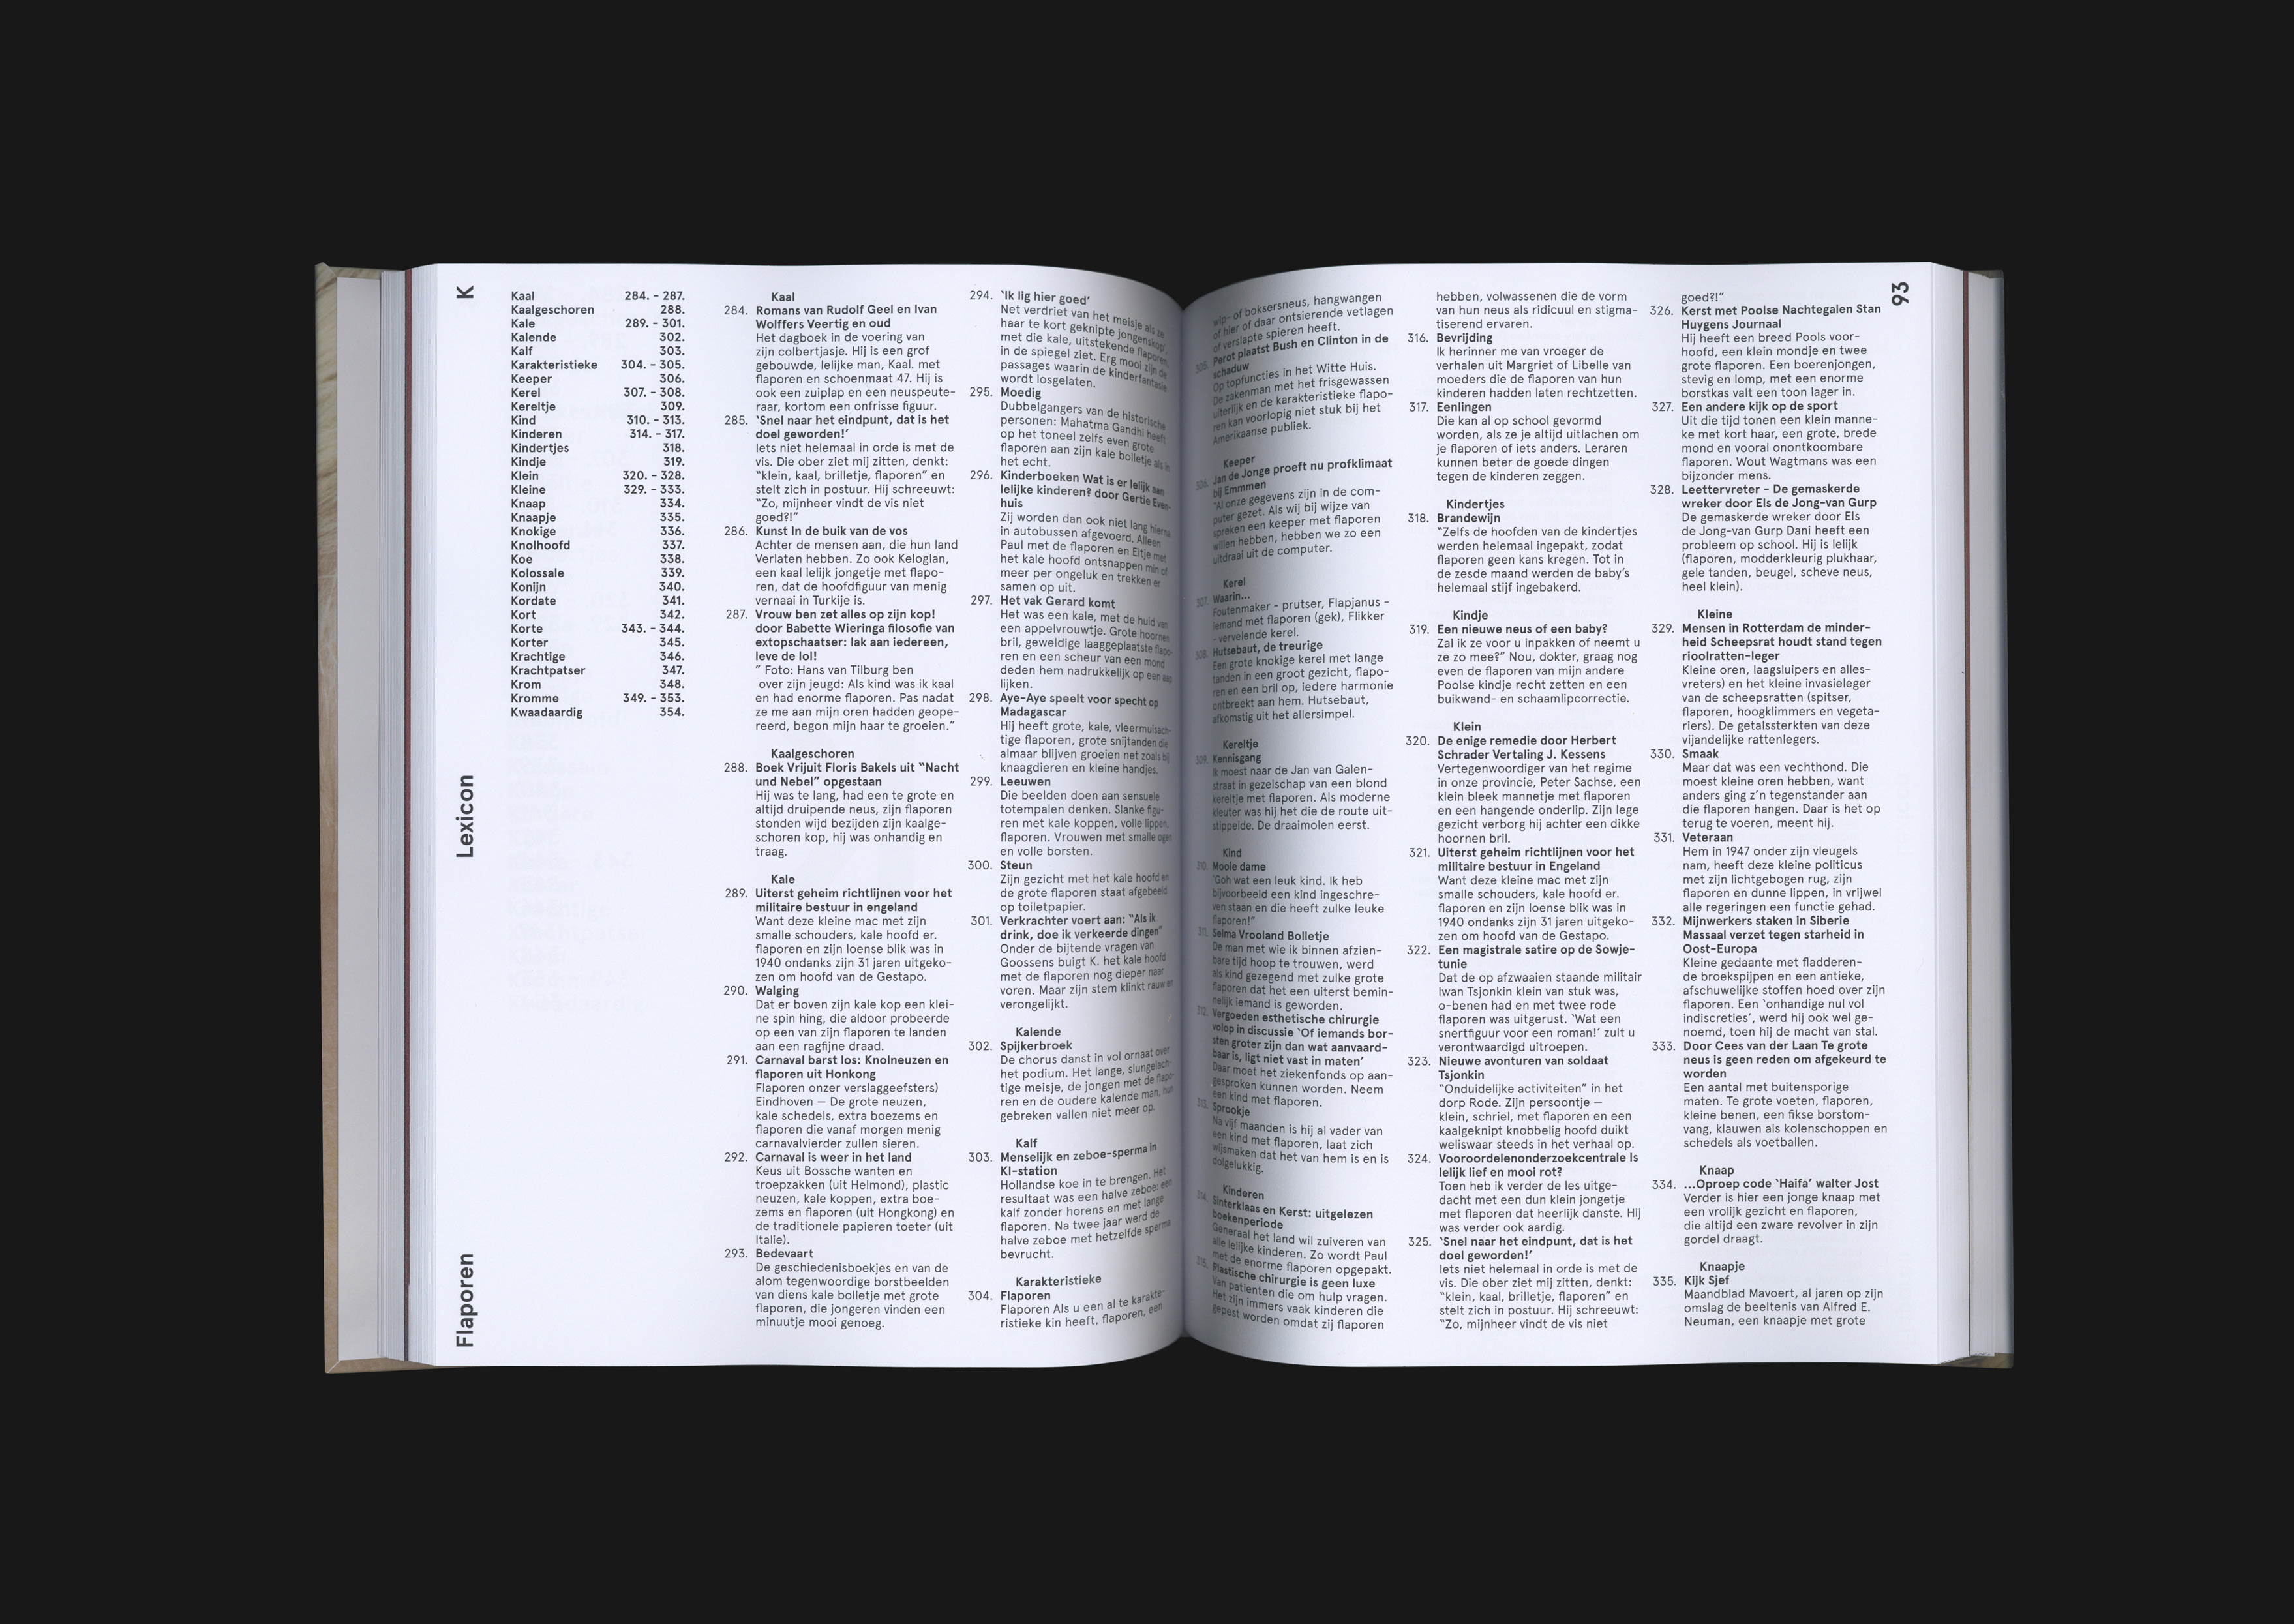 K
Lexicon
Flaporen
Kaal 284. - 287.
Kaalgeschoren 288.
Kale 289. - 301.
Kalende 302.
Kalf 303.
Karakteristieke 304. - 305.
Keeper 306.
Kerel 307. - 308.
Kereltje 309.
Kind 310. - 313.
Kinderen 314. - 317.
Kindertjes 318.
Kindje 319.
Klein 320. - 328.
Kleine 329. - 333.
Knaap 334.
Knaapje 335.
Knokige 336.
Knolhoofd 337.
Koe 338.
Kolossale 339.
Konijn 340.
Kordate 341.
Kort 342.
Korte 343. - 344.
Korter 345.
Krachtige 346.
Krachtpatser 347.
Krom 348.
Kromme 349. - 353.
Kwaadaardig 354.
Kaal
284. Romans van Rudolf Geel en Ivan
Wolffers Veertig en oud
Het dagboek in de voering van
zijn colbertjasje. Hij is een grof
gebouwde, lelijke man, Kaal. met
flaporen en schoenmaat 47. Hij is
ook een zuiplap en een neuspeute-
raar, kortom een onfrisse figuur.
285. ‘Snel naar het eindpunt, dat is het
doel geworden!’
Iets niet helemaal in orde is met de
vis. Die ober ziet mij zitten, denkt:
“klein, kaal, brilletje, flaporen” en
stelt zich in postuur. Hij schreeuwt:
“Zo, mijnheer vindt de vis niet
goed?!”
286. Kunst In de buik van de vos
Achter de mensen aan, die hun land
Verlaten hebben. Zo ook Keloglan,
een kaal lelijk jongetje met flapo-
ren, dat de hoofdfiguur van menig
vernaai in Turkije is.
287. Vrouw ben zet alles op zijn kop!
door Babette Wieringa filosofie van
extopschaatser: lak aan iedereen,
leve de lol!
” Foto: Hans van Tilburg ben
over zijn jeugd: Als kind was ik kaal
en had enorme flaporen. Pas nadat
ze me aan mijn oren hadden geope-
reerd, begon mijn haar te groeien.”
Kaalgeschoren
288. Boek Vrijuit Floris Bakels uit “Nacht
und Nebel” opgestaan
Hij was te lang, had een te grote en
altijd druipende neus, zijn flaporen
stonden wijd bezijden zijn kaalge-
schoren kop, hij was onhandig en
traag.
Kale
289. Uiterst geheim richtlijnen voor het
militaire bestuur in engeland
Want deze kleine mac met zijn
smalle schouders, kale hoofd er.
flaporen en zijn loense blik was in
1940 ondanks zijn 31 jaren uitgeko-
zen om hoofd van de Gestapo.
290. Walging
Dat er boven zijn kale kop een klei-
ne spin hing, die aldoor probeerde
op een van zijn flaporen te landen
aan een ragfijne draad.
291. Carnaval barst los: Knolneuzen en
flaporen uit Honkong
Flaporen onzer verslaggeefsters)
Eindhoven — De grote neuzen,
kale schedels, extra boezems en
flaporen die vanaf morgen menig
carnavalvierder zullen sieren.
292. Carnaval is weer in het land
Keus uit Bossche wanten en
troepzakken (uit Helmond), plastic
neuzen, kale koppen, extra boe-
zems en flaporen (uit Hongkong) en
de traditionele papieren toeter (uit
Italie).
293. Bedevaart
De geschiedenisboekjes en van de
alom tegenwoordige borstbeelden
van diens kale bolletje met grote
flaporen, die jongeren vinden een
minuutje mooi genoeg.
294. ‘Ik lig hier goed’
Net verdriet van het meisje als ze
haar te kort geknipte jongenskop,
met die kale, uitstekende flaporen,
in de spiegel ziet. Erg mooi zijn de
passages waarin de kinderfantasie
wordt losgelaten.
295. Moedig
Dubbelgangers van de historische
personen: Mahatma Gandhi heeft
op het toneel zelfs even grote
flaporen aan zijn kale bolletje als in
het echt.
296. Kinderboeken Wat is er lelijk aan
lelijke kinderen? door Gertie Even-
huis
Zij worden dan ook niet lang hierna
in autobussen afgevoerd. Alleen
Paul met de flaporen en Eitje met
het kale hoofd ontsnappen min of
meer per ongeluk en trekken er
samen op uit.
297. Het vak Gerard komt
Het was een kale, met de huid van
een appelvrouwtje. Grote hoornen
bril, geweldige laaggeplaatste flapo-
ren en een scheur van een mond
deden hem nadrukkelijk op een aap
lijken.
298. Aye-Aye speelt voor specht op
Madagascar
Hij heeft grote, kale, vleermuisach-
tige flaporen, grote snijtanden die
almaar blijven groeien net zoals bij
knaagdieren en kleine handjes.
299. Leeuwen
Die beelden doen aan sensuele
totempalen denken. Slanke figu-
ren met kale koppen, volle lippen,
flaporen. Vrouwen met smalle ogen
en volle borsten.
300. Steun
Zijn gezicht met het kale hoofd en
de grote flaporen staat afgebeeld
op toiletpapier.
301. Verkrachter voert aan: “Als ik
drink, doe ik verkeerde dingen”
Onder de bijtende vragen van
Goossens buigt K. het kale hoofd
met de flaporen nog dieper naar
voren. Maar zijn stem klinkt rauw en
verongelijkt.
Kalende
302. Spijkerbroek
De chorus danst in vol ornaat over
het podium. Het lange, slungelach-
tige meisje, de jongen met de flapo-
ren en de oudere kalende man, hun
gebreken vallen niet meer op.
Kalf
303. Menselijk en zeboe-sperma in
KI-station
Hollandse koe in te brengen. Het
resultaat was een halve zeboe: een
kalf zonder horens en met lange
flaporen. Na twee jaar werd de
halve zeboe met hetzelfde sperma
bevrucht.
Karakteristieke
304. Flaporen
Flaporen Als u een al te karakte-
ristieke kin heeft, flaporen, een
wip- of boksersneus, hangwangen
of hier of daar ontsierende vetlagen
of verslapte spieren heeft.
305. Perot plaatst Bush en Clinton in de
schaduw
Op topfuncties in het Witte Huis.
De zakenman met het frisgewassen
uiterlijk en de karakteristieke flapo-
ren kan voorlopig niet stuk bij het
Amerikaanse publiek.
Keeper
306. Jan de Jonge proeft nu profklimaat
bij Emmmen
“Al onze gegevens zijn in de com-
puter gezet. Als wij bij wijze van
spreken een keeper met flaporen
willen hebben, hebben we zo een
uitdraai uit de computer.
Kerel
307. Waarin...
Foutenmaker - prutser, Flapjanus -
iemand met flaporen (gek), Flikker
- vervelende kerel.
308. Hutsebaut, de treurige
Een grote knokige kerel met lange
tanden in een groot gezicht, flapo-
ren en een bril op, iedere harmonie
ontbreekt aan hem. Hutsebaut,
afkomstig uit het allersimpel.
Kereltje
309. Kennisgang
Ik moest naar de Jan van Galen-
straat in gezelschap van een blond
kereltje met flaporen. Als moderne
kleuter was hij het die de route uit-
stippelde. De draaimolen eerst.
Kind
310. Mooie dame
‘Goh wat een leuk kind. Ik heb
bijvoorbeeld een kind ingeschre-
ven staan en die heeft zulke leuke
flaporen!”
311. Selma Vrooland Bolletje
De man met wie ik binnen afzien-
bare tijd hoop te trouwen, werd
als kind gezegend met zulke grote
flaporen dat het een uiterst bemin-
nelijk iemand is geworden.
312. Vergoeden esthetische chirurgie
volop in discussie ‘Of iemands bor-
sten groter zijn dan wat aanvaard-
baar is, ligt niet vast in maten’
Daar moet het ziekenfonds op aan-
gesproken kunnen worden. Neem
een kind met flaporen.
313. Sprookje
Na vijf maanden is hij al vader van
een kind met flaporen, laat zich
wijsmaken dat het van hem is en is
dolgelukkig.
Kinderen
314. Sinterklaas en Kerst: uitgelezen
boekenperiode
Generaal het land wil zuiveren van
alle lelijke kinderen. Zo wordt Paul
met de enorme flaporen opgepakt.
315. Plastische chirurgie is geen luxe
Van patienten die om hulp vragen.
Het zijn immers vaak kinderen die
gepest worden omdat zij flaporen
hebben, volwassenen die de vorm
van hun neus als ridicuul en stigma-
tiserend ervaren.
316. Bevrijding
Ik herinner me van vroeger de
verhalen uit Margriet of Libelle van
moeders die de flaporen van hun
kinderen hadden laten rechtzetten.
317. Eenlingen
Die kan al op school gevormd
worden, als ze je altijd uitlachen om
je flaporen of iets anders. Leraren
kunnen beter de goede dingen
tegen de kinderen zeggen.
Kindertjes
318. Brandewijn
“Zelfs de hoofden van de kindertjes
werden helemaal ingepakt, zodat
flaporen geen kans kregen. Tot in
de zesde maand werden de baby’s
helemaal stijf ingebakerd.
Kindje
319. Een nieuwe neus of een baby?
Zal ik ze voor u inpakken of neemt u
ze zo mee?” Nou, dokter, graag nog
even de flaporen van mijn andere
Poolse kindje recht zetten en een
buikwand- en schaamlipcorrectie.
Klein
320. De enige remedie door Herbert
Schrader Vertaling J. Kessens
Vertegenwoordiger van het regime
in onze provincie, Peter Sachse, een
klein bleek mannetje met flaporen
en een hangende onderlip. Zijn lege
gezicht verborg hij achter een dikke
hoornen bril.
321. Uiterst geheim richtlijnen voor het
militaire bestuur in Engeland
Want deze kleine mac met zijn
smalle schouders, kale hoofd er.
flaporen en zijn loense blik was in
1940 ondanks zijn 31 jaren uitgeko-
zen om hoofd van de Gestapo.
322. Een magistrale satire op de Sowje-
tunie
Dat de op afzwaaien staande militair
Iwan Tsjonkin klein van stuk was,
o-benen had en met twee rode
flaporen was uitgerust. ‘Wat een
snertfiguur voor een roman!’ zult u
verontwaardigd uitroepen.
323. Nieuwe avonturen van soldaat
Tsjonkin
“Onduidelijke activiteiten” in het
dorp Rode. Zijn persoontje —
klein, schriel, met flaporen en een
kaalgeknipt knobbelig hoofd duikt
weliswaar steeds in het verhaal op.
324. Vooroordelenonderzoekcentrale Is
lelijk lief en mooi rot?
Toen heb ik verder de les uitge-
dacht met een dun klein jongetje
met flaporen dat heerlijk danste. Hij
was verder ook aardig.
325. ‘Snel naar het eindpunt, dat is het
doel geworden!’
Iets niet helemaal in orde is met de
vis. Die ober ziet mij zitten, denkt:
“klein, kaal, brilletje, flaporen” en
stelt zich in postuur. Hij schreeuwt:
“Zo, mijnheer vindt de vis niet
goed?!”
326. Kerst met Poolse Nachtegalen Stan
Huygens Journaal
Hij heeft een breed Pools voor-
hoofd, een klein mondje en twee
grote flaporen. Een boerenjongen,
stevig en lomp, met een enorme
borstkas valt een toon lager in.
327. Een andere kijk op de sport
Uit die tijd tonen een klein manne-
ke met kort haar, een grote, brede
mond en vooral onontkoombare
flaporen. Wout Wagtmans was een
bijzonder mens.
328. Leettervreter - De gemaskerde
wreker door Els de Jong-van Gurp
De gemaskerde wreker door Els
de Jong-van Gurp Dani heeft een
probleem op school. Hij is lelijk
(flaporen, modderkleurig plukhaar,
gele tanden, beugel, scheve neus,
heel klein).
Kleine
329. Mensen in Rotterdam de minder-
heid Scheepsrat houdt stand tegen
rioolratten-leger
Kleine oren, laagsluipers en alles-
vreters) en het kleine invasieleger
van de scheepsratten (spitser,
flaporen, hoogklimmers en vegeta-
riers). De getalssterkten van deze
vijandelijke rattenlegers.
330. Smaak
Maar dat was een vechthond. Die
moest kleine oren hebben, want
anders ging z’n tegenstander aan
die flaporen hangen. Daar is het op
terug te voeren, meent hij.
331. Veteraan
Hem in 1947 onder zijn vleugels
nam, heeft deze kleine politicus
met zijn lichtgebogen rug, zijn
flaporen en dunne lippen, in vrijwel
alle regeringen een functie gehad.
332. Mijnwerkers staken in Siberie
Massaal verzet tegen starheid in
Oost-Europa
Kleine gedaante met fladderen-
de broekspijpen en een antieke,
afschuwelijke stoffen hoed over zijn
flaporen. Een ‘onhandige nul vol
indiscreties’, werd hij ook wel ge-
noemd, toen hij de macht van stal.
333. Door Cees van der Laan Te grote
neus is geen reden om afgekeurd te
worden
Een aantal met buitensporige
maten. Te grote voeten, flaporen,
kleine benen, een fikse borstom-
vang, klauwen als kolenschoppen en
schedels als voetballen.
Knaap
334. ...Oproep code ‘Haifa’ walter Jost
Verder is hier een jonge knaap met
een vrolijk gezicht en flaporen,
die altijd een zware revolver in zijn
gordel draagt.
Knaapje
335. Kijk Sjef
Maandblad Mavoert, al jaren op zijn
omslag de beeltenis van Alfred E.
Neuman, een knaapje met grote
93